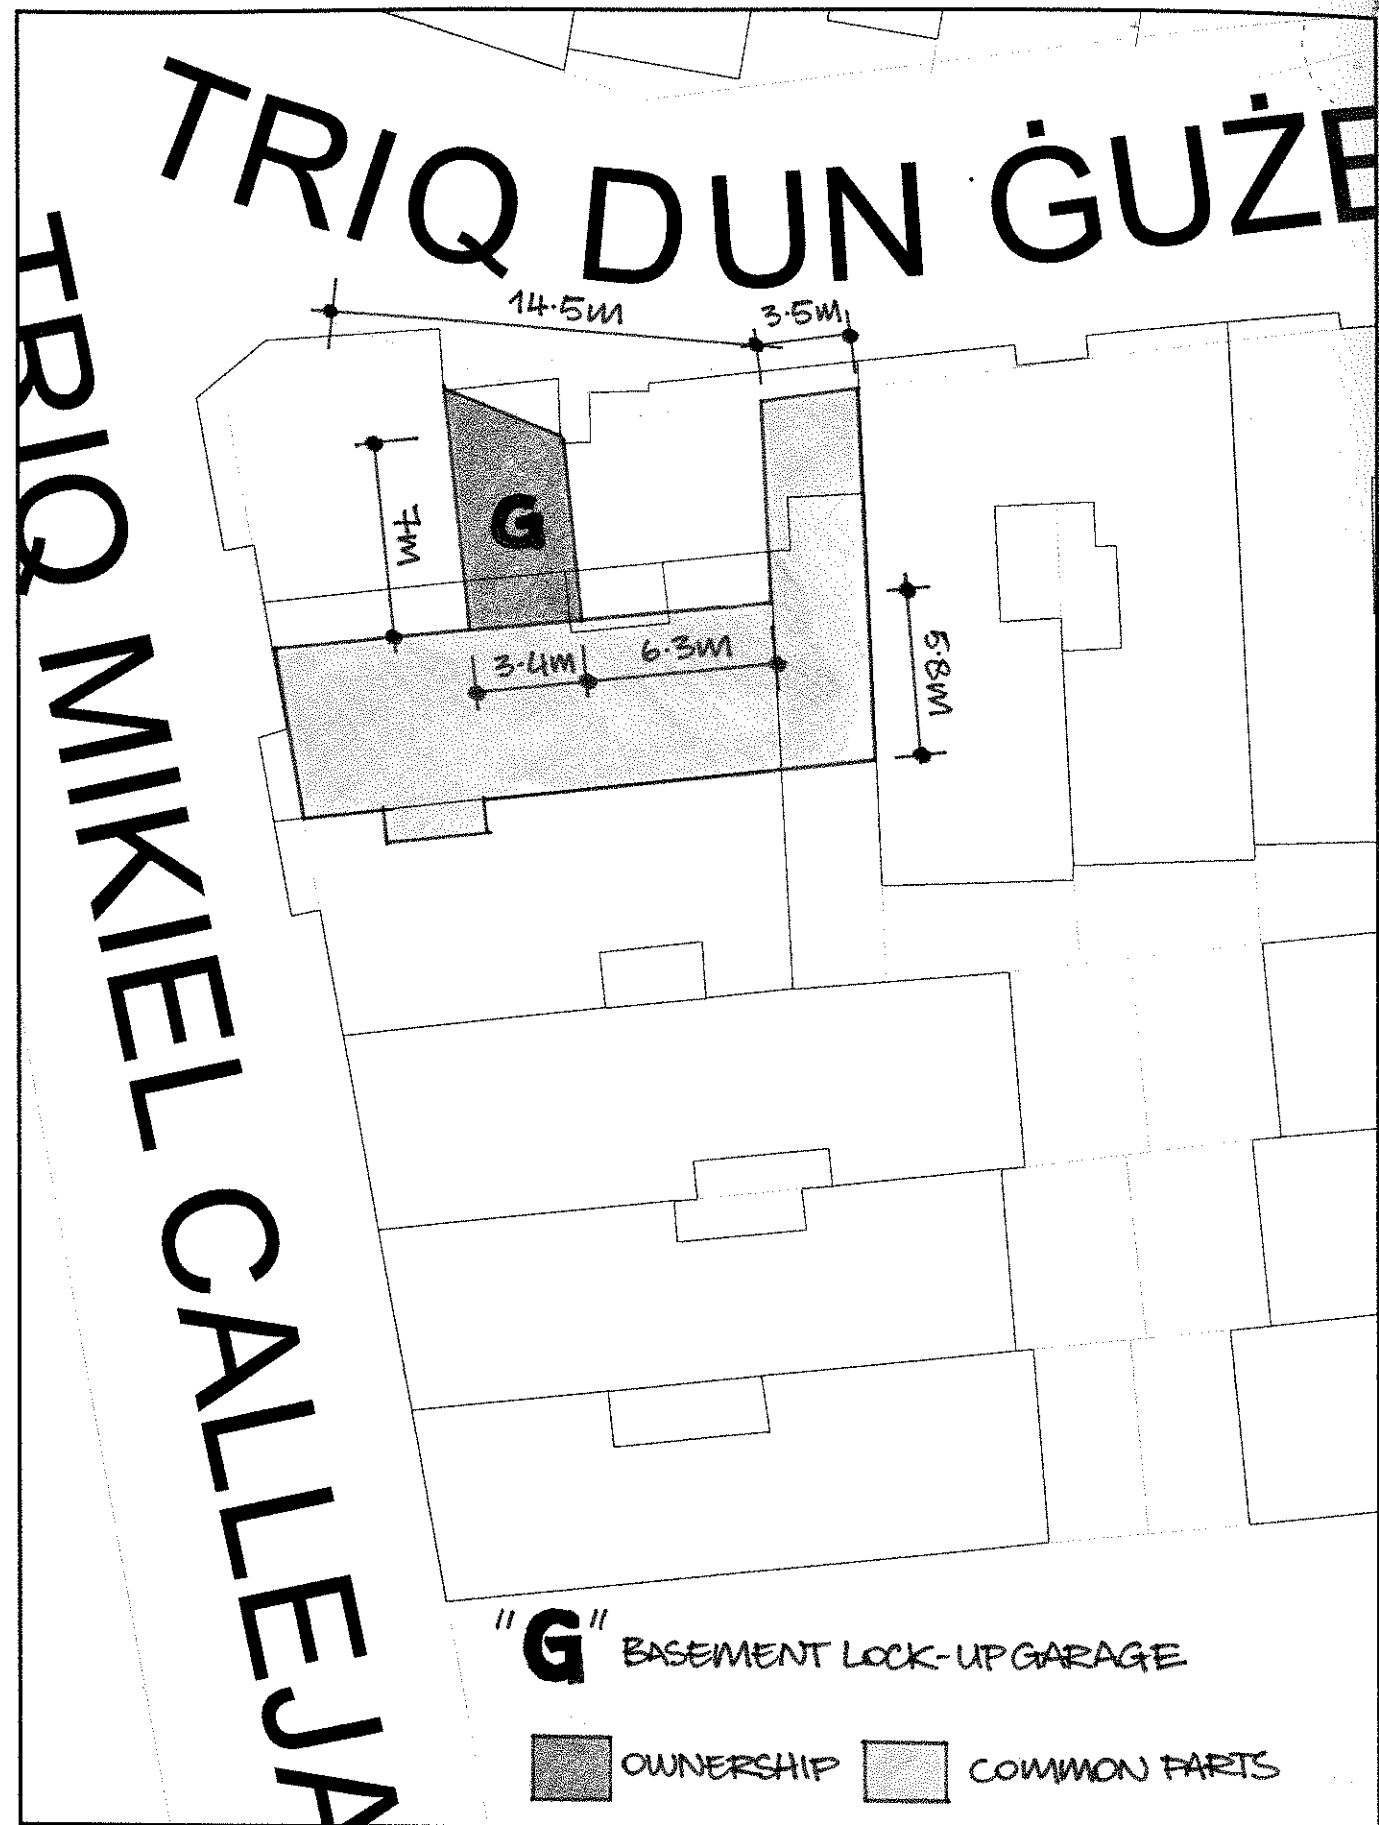 TRIQ DUN ĠUŻE
TRIQ MIKIEL CALLEJA
14.5m
3.5m
7m
G
3.4m
6.3m
5.8m
"G" BASEMENT LOCK-UP GARAGE
OWNERSHIP
COMMON PARTS